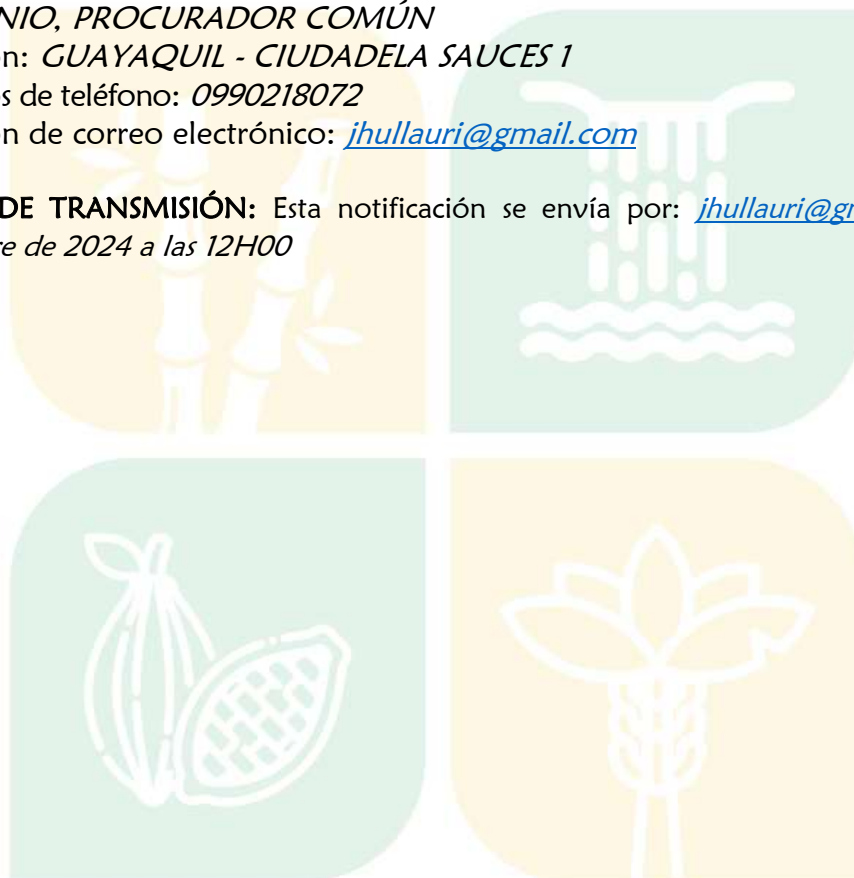 NIO, PROCURADOR COMÚN
n: GUAYAQUIL - CIUDADELA SAUCES 1
s de teléfono: 0990218072
n de correo electrónico: jhullauri@gmail.com
DE TRANSMISIÓN: Esta notificación se envía por: jhullauri@g
re de 2024 a las 12H00